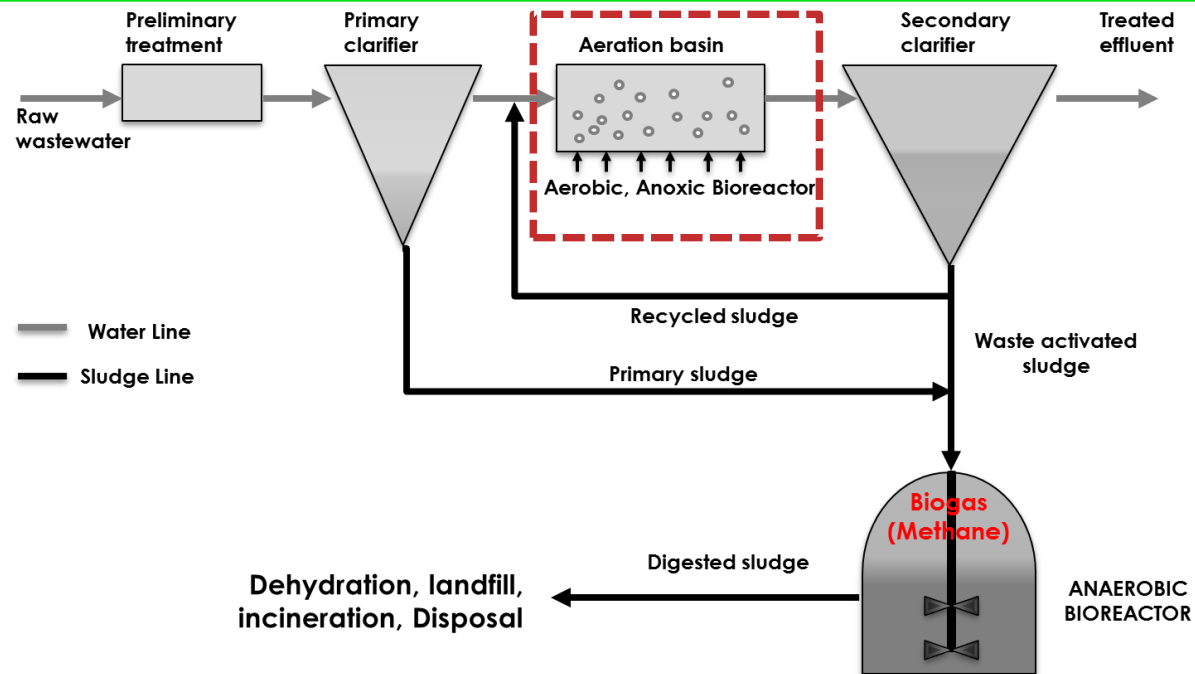 Preliminary
treatment
Primary
clarifier
Aeration basin
Secondary
clarifier
Treated
effluent
Raw
wastewater
Aerobic, Anoxic Bioreactor
Recycled sludge
Water Line
Waste activated
sludge
Sludge Line
Primary sludge
Biogas
(Methane)
Digested sludge
Dehydration, landfill,
incineration, Disposal
ANAEROBIC
BIOREACTOR